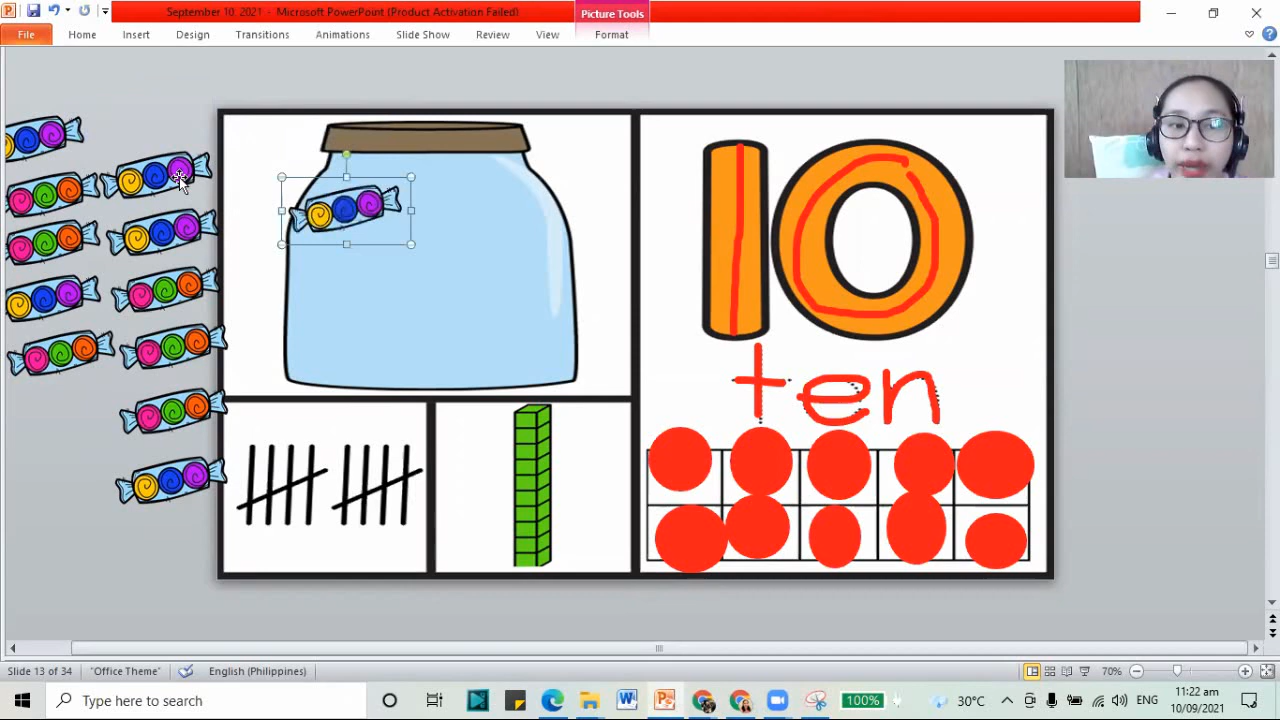 September 10, 2021 - Microsoft PowerPoint (Product Activation Failed)
Picture Tools
File Home Insert Design Transitions Animations Slide Show Review View Format
10
ten
Slide 13 of 34 "Office Theme" English (Philippines) 70%
Type here to search 100% 30°C ENG 11:22 am
10/09/2021